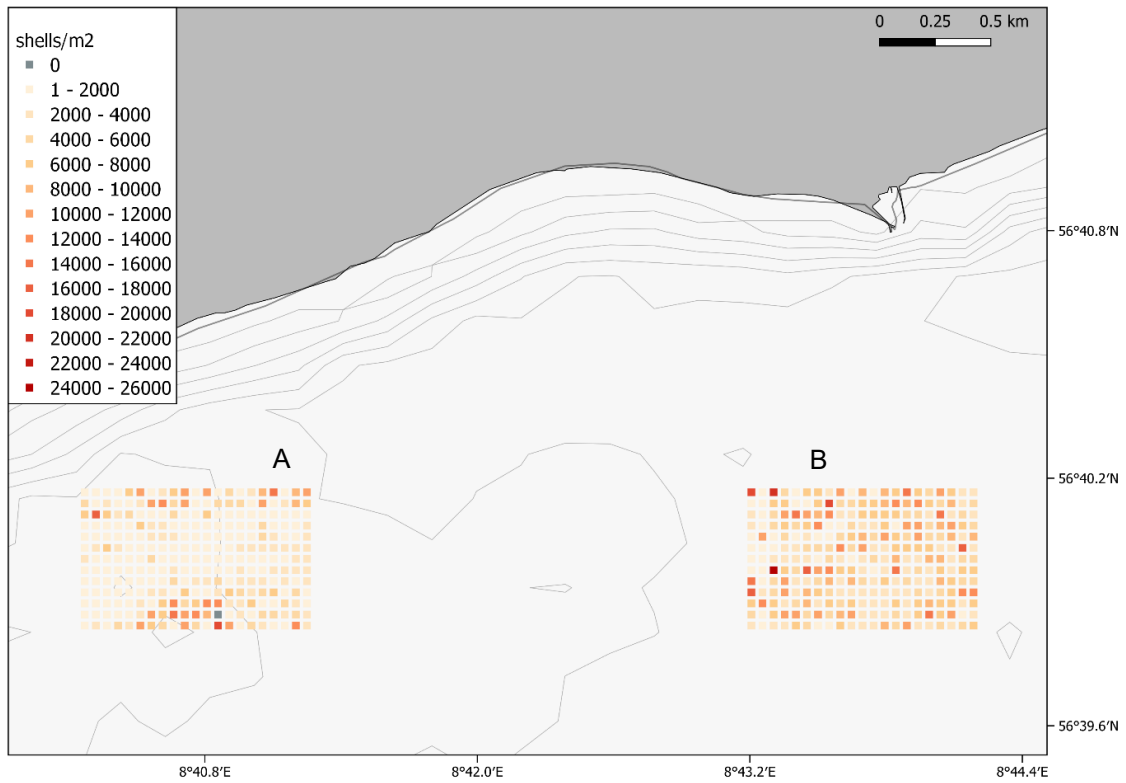 shells/m2
0
1 - 2000
2000 - 4000
4000 - 6000
6000 - 8000
8000 - 10000
10000 - 12000
12000 - 14000
14000 - 16000
16000 - 18000
18000 - 20000
20000 - 22000
22000 - 24000
24000 - 26000
0 0.25 0.5 km
56°40.8′N
A B
56°40.2′N
56°39.6′N
8°40.8′E 8°42.0′E 8°43.2′E 8°44.4′E